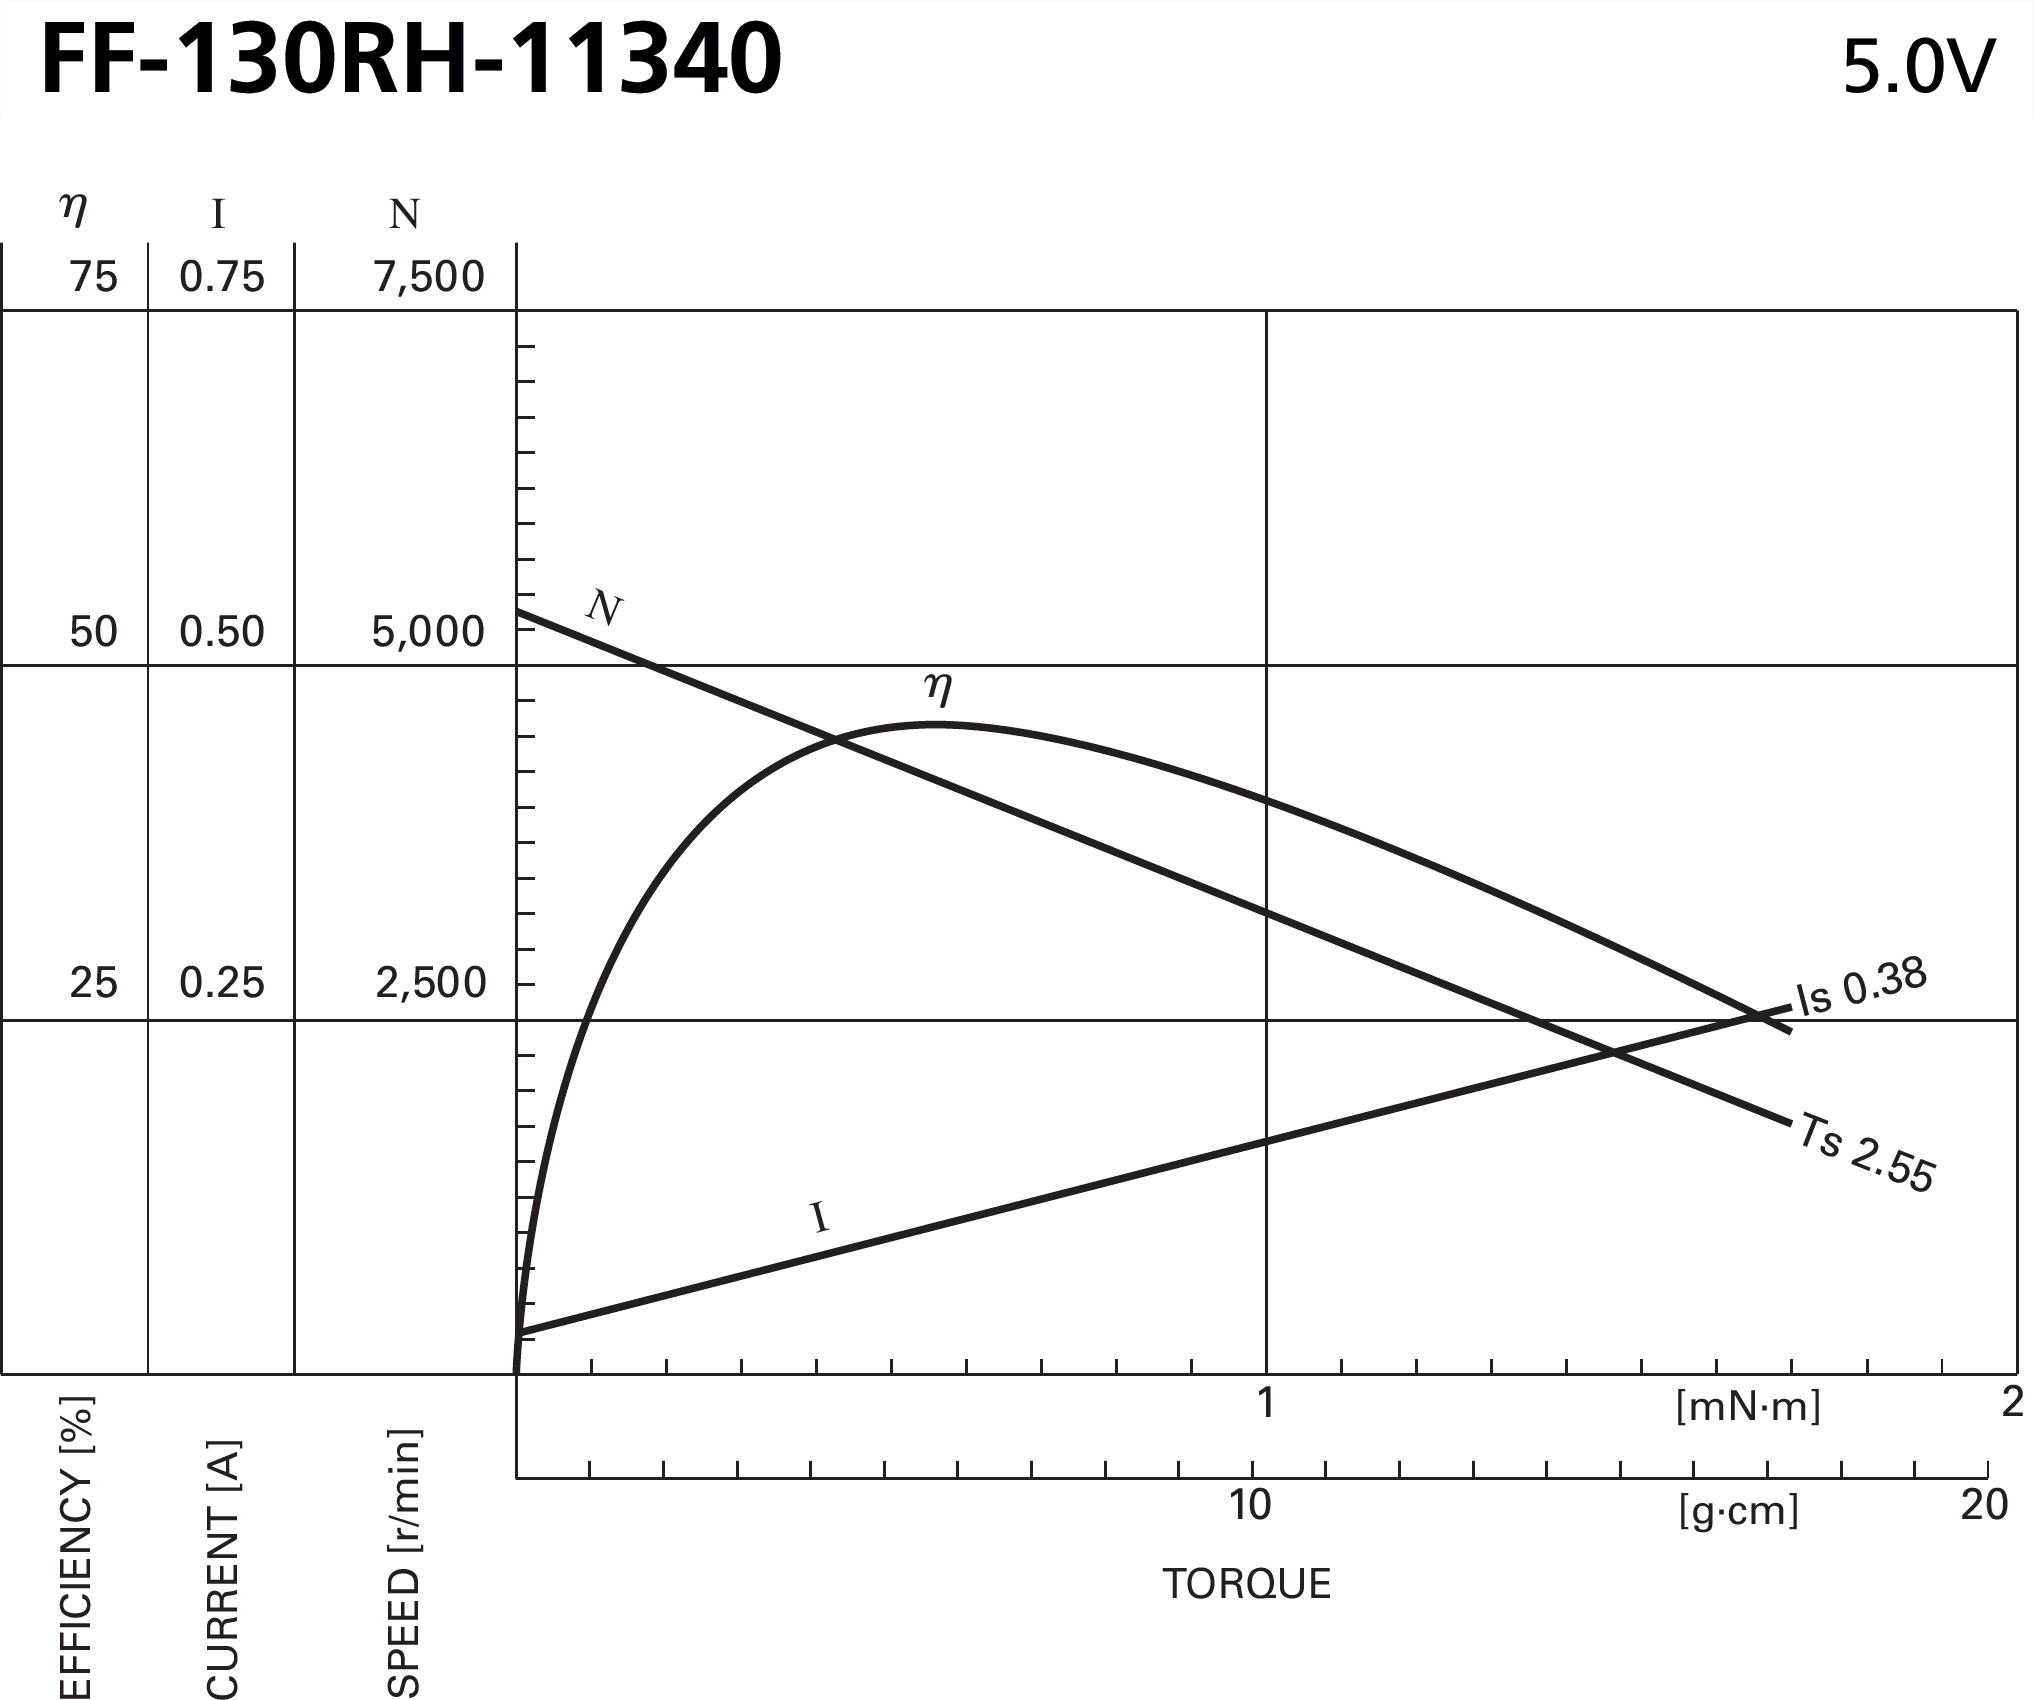 FF-130RH-11340
5.0V
η I N
75 0.75 7,500
50 0.50 5,000
25 0.25 2,500
N
η
I
Is 0.38
Ts 2.55
1 [mN·m] 2
10 [g·cm] 20
TORQUE
EFFICIENCY [%]
CURRENT [A]
SPEED [r/min]